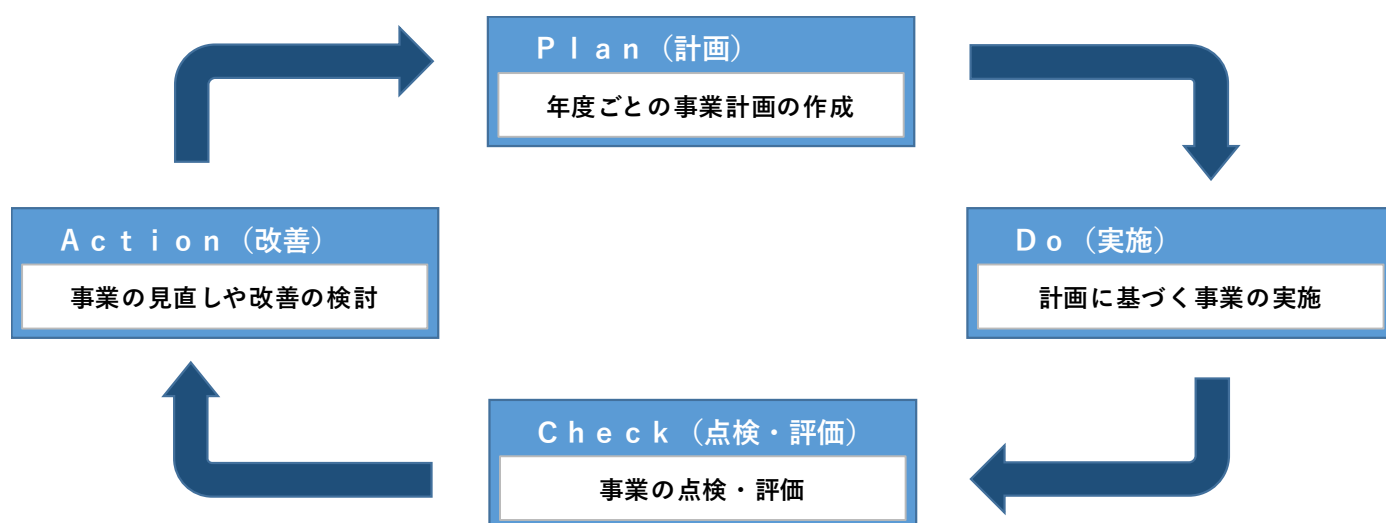 Ｐｌａｎ（計画）
年度ごとの事業計画の作成
Ｄｏ（実施）
計画に基づく事業の実施
Ｃｈｅｃｋ（点検・評価）
事業の点検・評価
Ａｃｔｉｏｎ（改善）
事業の見直しや改善の検討